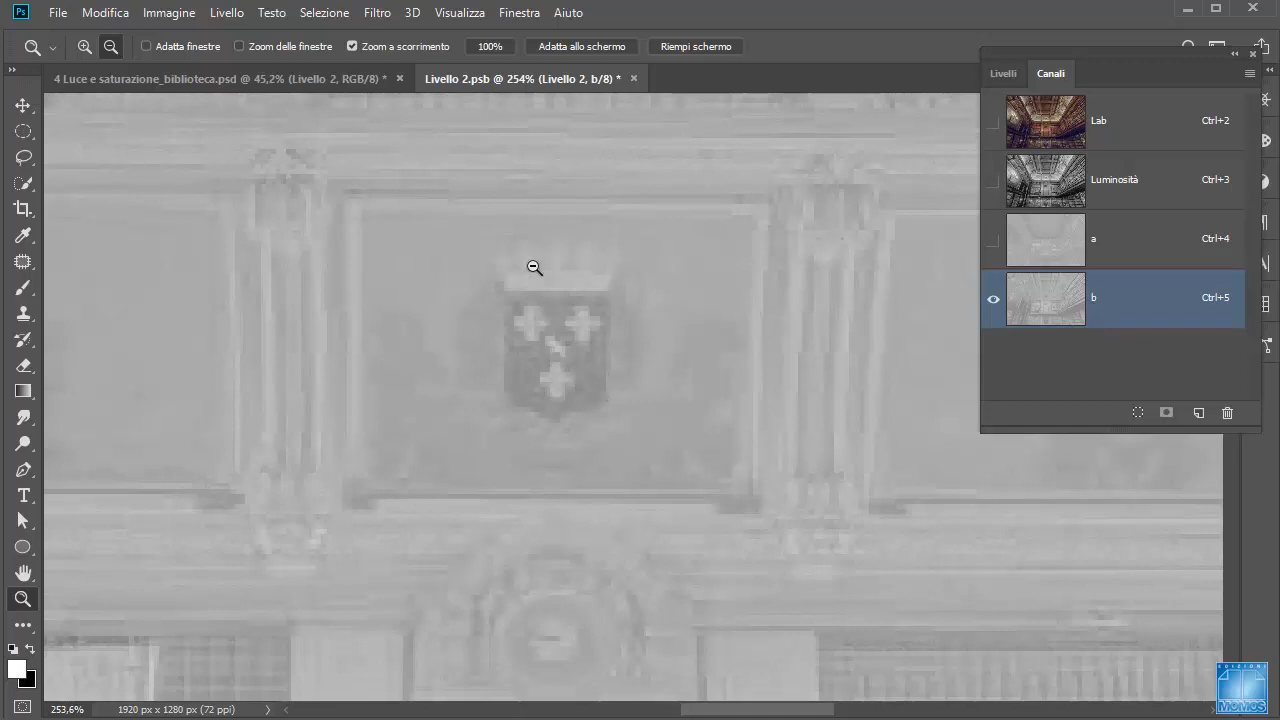 Ps File Modifica Immagine Livello Testo Selezione Filtro 3D Visualizza Finestra Aiuto
Adatta finestre Zoom delle finestre Zoom a scorrimento 100% Adatta allo schermo Riempi schermo
4 Luce e saturazione_biblioteca.psd @ 45,2% (Livello 2, RGB/8) * Livello 2.psb @ 254% (Livello 2, b/8) *
Livelli Canali
Lab Ctrl+2
Luminosità Ctrl+3
a Ctrl+4
b Ctrl+5
253,6% 1920 px x 1280 px (72 ppi)
EDIZIONI
MOMOS